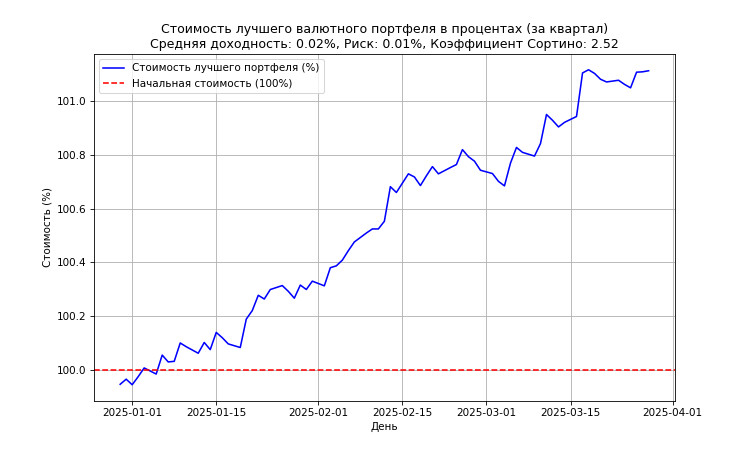 Стоимость лучшего валютного портфеля в процентах (за квартал)
Средняя доходность: 0.02%, Риск: 0.01%, Коэффициент Сортино: 2.52
Стоимость лучшего портфеля (%)
Начальная стоимость (100%)
Стоимость (%)
101.0
100.8
100.6
100.4
100.2
100.0
2025-01-01 2025-01-15 2025-02-01 2025-02-15 2025-03-01 2025-03-15 2025-04-01
День